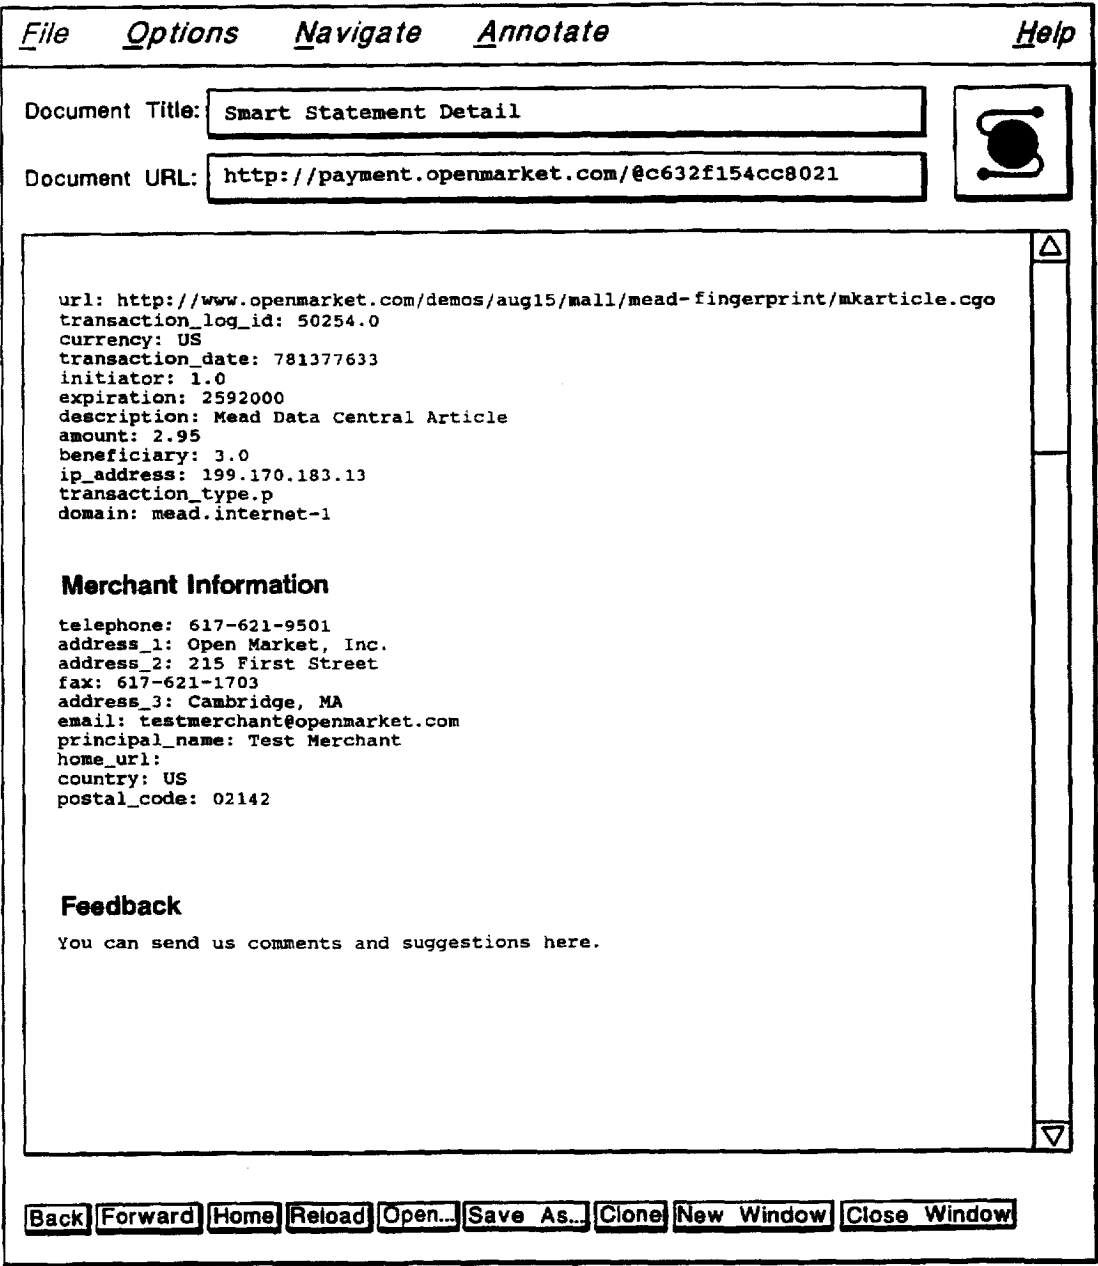 File Options Navigate Annotate Help
Document Title: Smart Statement Detail
Document URL: http://payment.openmarket.com/@c632f154cc8021
url: http://www.openmarket.com/demos/aug15/mall/mead-fingerprint/mkarticle.cgo
transaction_log_id: 50254.0
currency: US
transaction_date: 781377633
initiator: 1.0
expiration: 2592000
description: Mead Data Central Article
amount: 2.95
beneficiary: 3.0
ip_address: 199.170.183.13
transaction_type.p
domain: mead.internet-1
Merchant Information
telephone: 617-621-9501
address_1: Open Market, Inc.
address_2: 215 First Street
fax: 617-621-1703
address_3: Cambridge, MA
email: testmerchant@openmarket.com
principal_name: Test Merchant
home_url:
country: US
postal_code: 02142
Feedback
You can send us comments and suggestions here.
Back Forward Home Reload Open... Save As... Clone New Window Close Window